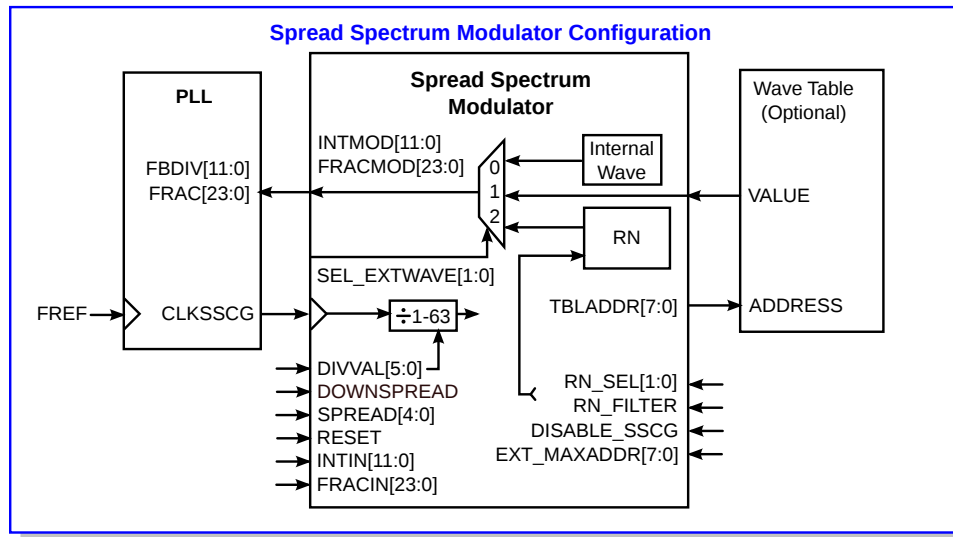 Spread Spectrum Modulator Configuration
PLL
FBDIV[11:0]
FRAC[23:0]
FREF
CLKSSCG
Spread Spectrum
Modulator
INTMOD[11:0]
FRACMOD[23:0]
0
1
2
Internal
Wave
RN
SEL_EXTWAVE[1:0]
÷1-63
TBLADDR[7:0]
DIVVAL[5:0]
DOWNSPREAD
SPREAD[4:0]
RESET
INTIN[11:0]
FRACIN[23:0]
RN_SEL[1:0]
RN_FILTER
DISABLE_SSCG
EXT_MAXADDR[7:0]
Wave Table
(Optional)
VALUE
ADDRESS